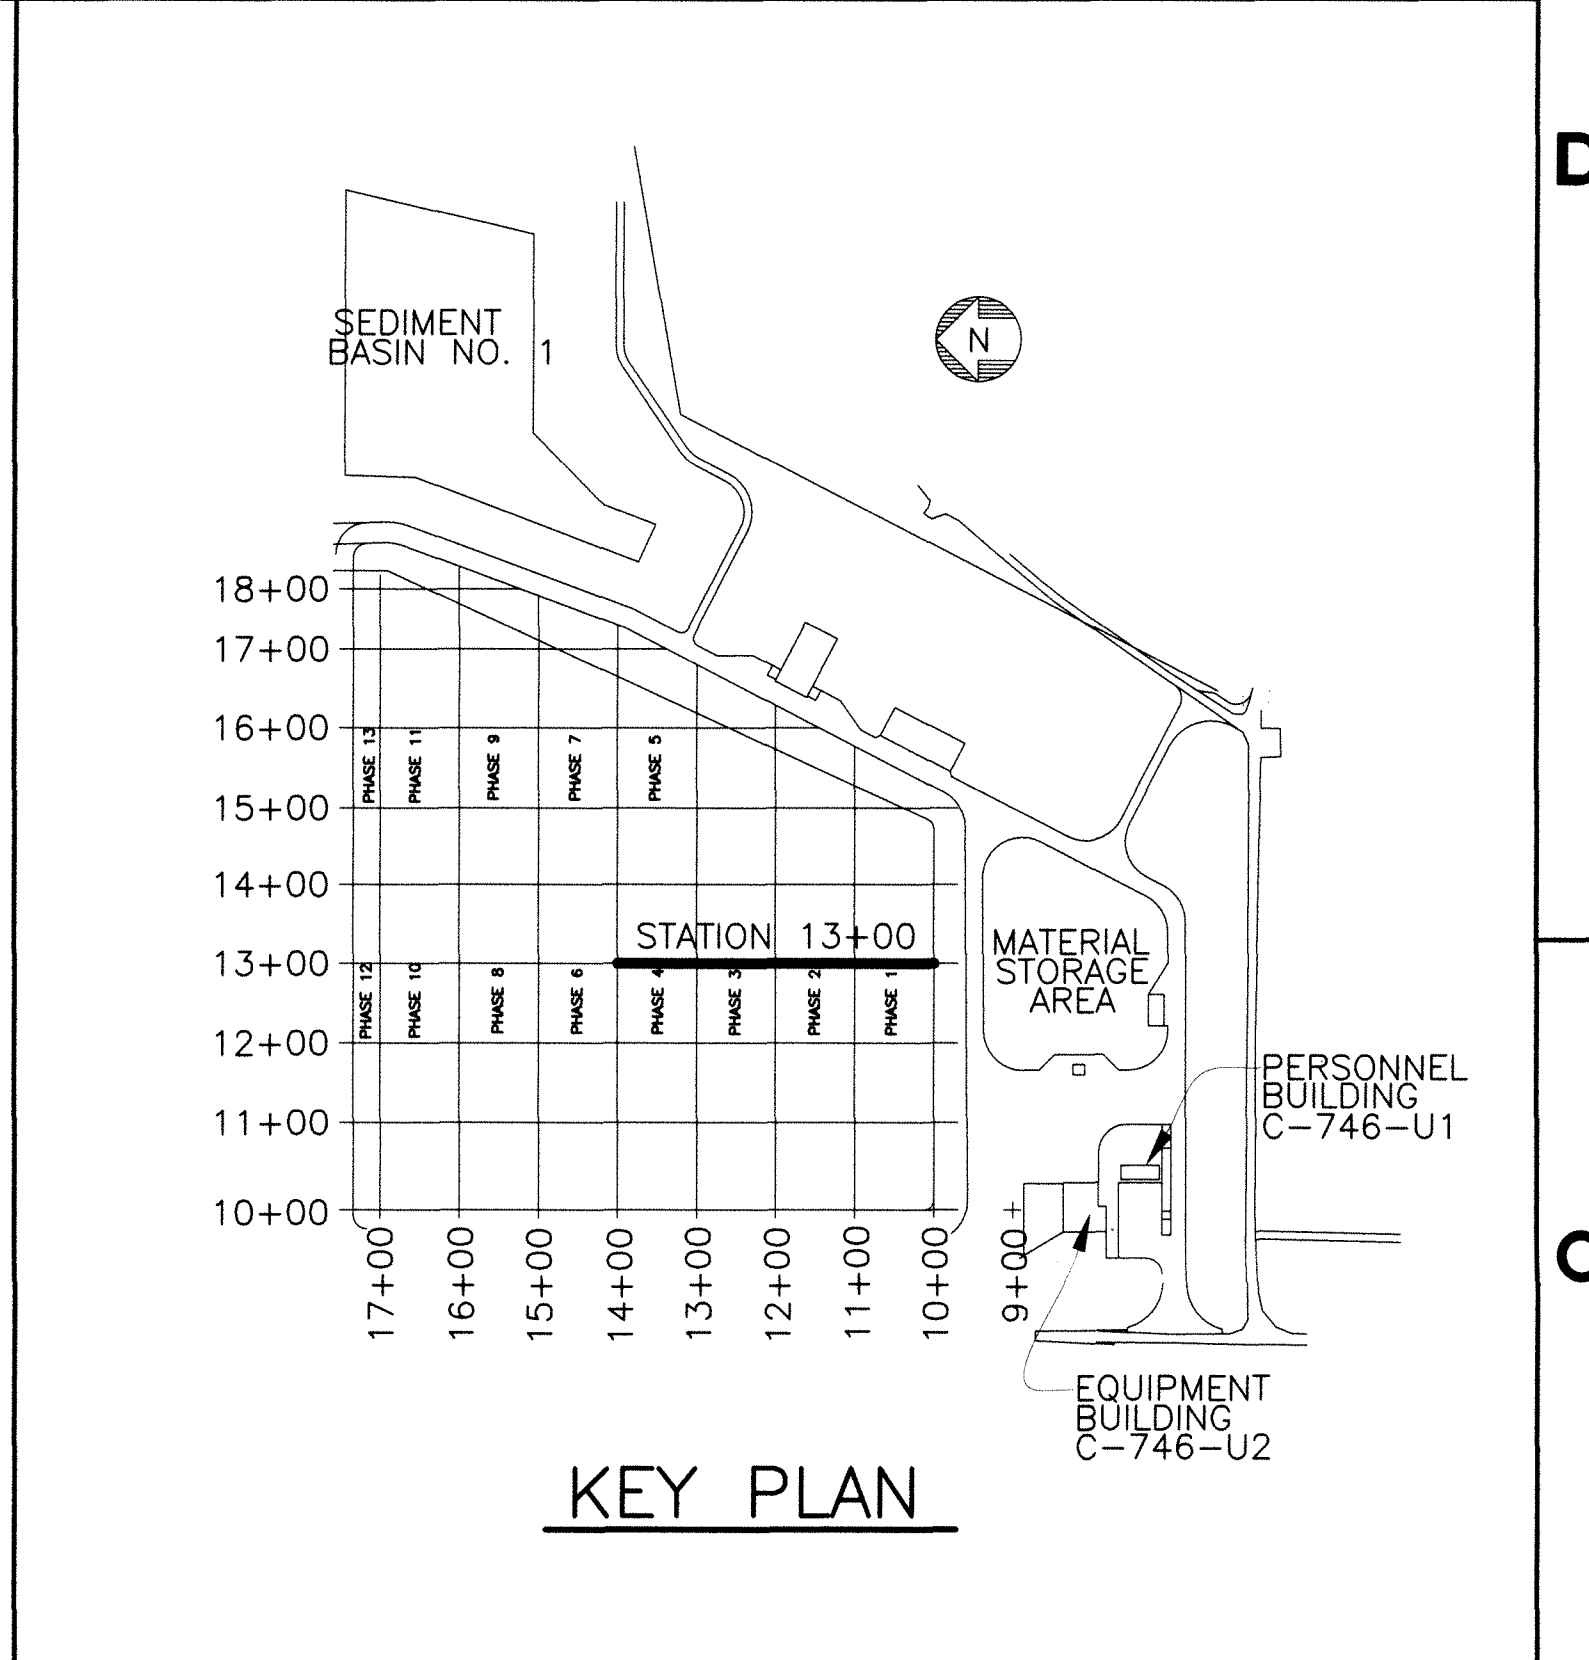 D
SEDIMENT
BASIN NO. 1
N
18+00
17+00
16+00
PHASE 13
PHASE 11
PHASE 9
PHASE 7
PHASE 5
15+00
14+00
STATION 13+00
13+00
PHASE 12
PHASE 10
PHASE 8
PHASE 6
PHASE 4
PHASE 3
PHASE 2
PHASE 1
MATERIAL
STORAGE
AREA
12+00
11+00
10+00
PERSONNEL
BUILDING
C-746-U1
17+00
16+00
15+00
14+00
13+00
12+00
11+00
10+00
9+00
EQUIPMENT
BUILDING
C-746-U2
KEY PLAN